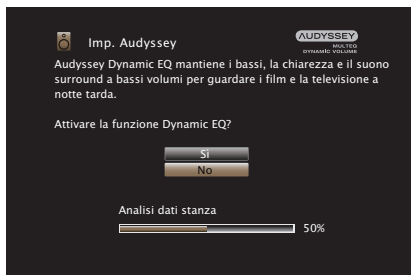 Imp. Audyssey
AUDYSSEY
MULTEQ
DYNAMIC VOLUME
Audyssey Dynamic EQ mantiene i bassi, la chiarezza e il suono
surround a bassi volumi per guardare i film e la televisione a
notte tarda.
Attivare la funzione Dynamic EQ?
Sì
No
Analisi dati stanza
50%